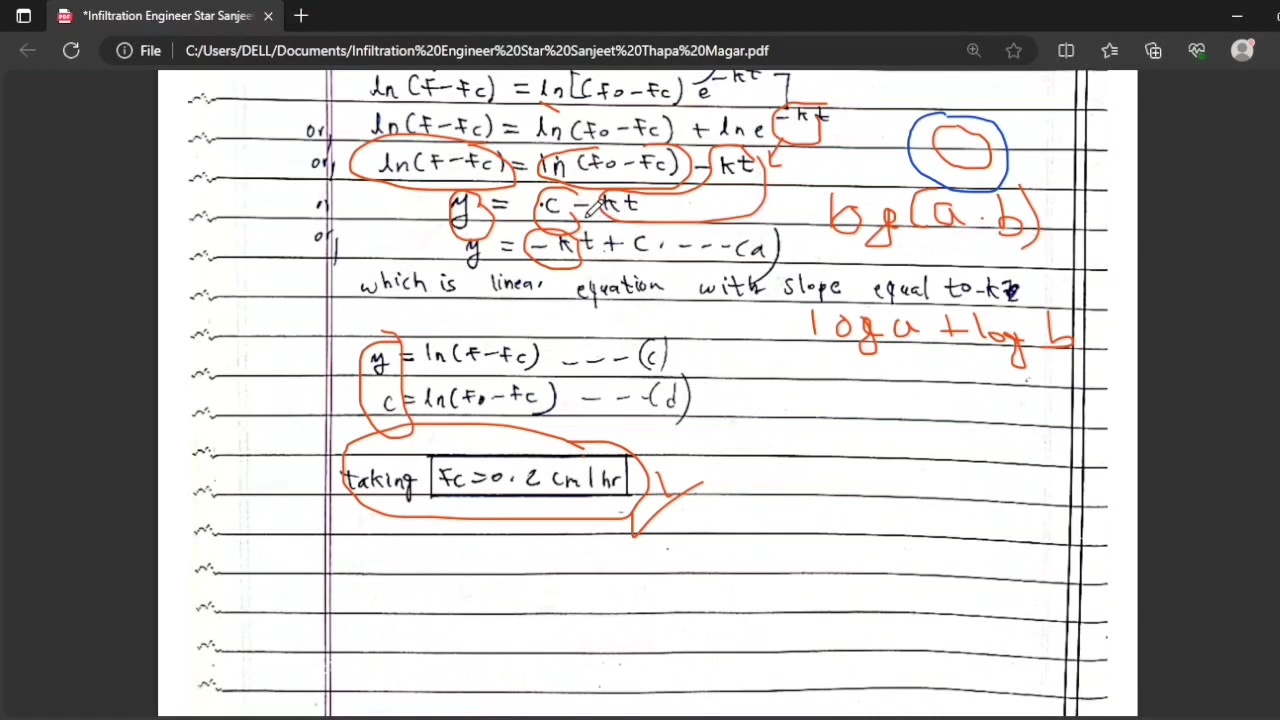 *Infiltration Engineer Star Sanjee
File
C:/Users/DELL/Documents/Infiltration%20Engineer%20Star%20Sanjeet%20Thapa%20Magar.pdf
ln (f-fc) = ln[(fo-fc) e^-kt]
or, ln(f-fc) = ln(fo-fc) + ln e^-kt
or, ln(f-fc) = ln (fo-fc) - kt
y = c - kt
or, y = -kt + c . - - - - (a)
which is linear equation with slope equal to -k
y = ln(f-fc) - - - - (c)
c = ln(fo-fc) - - - - (d)
taking fc = 0.2 cm/hr
log(a.b)
log a + log b